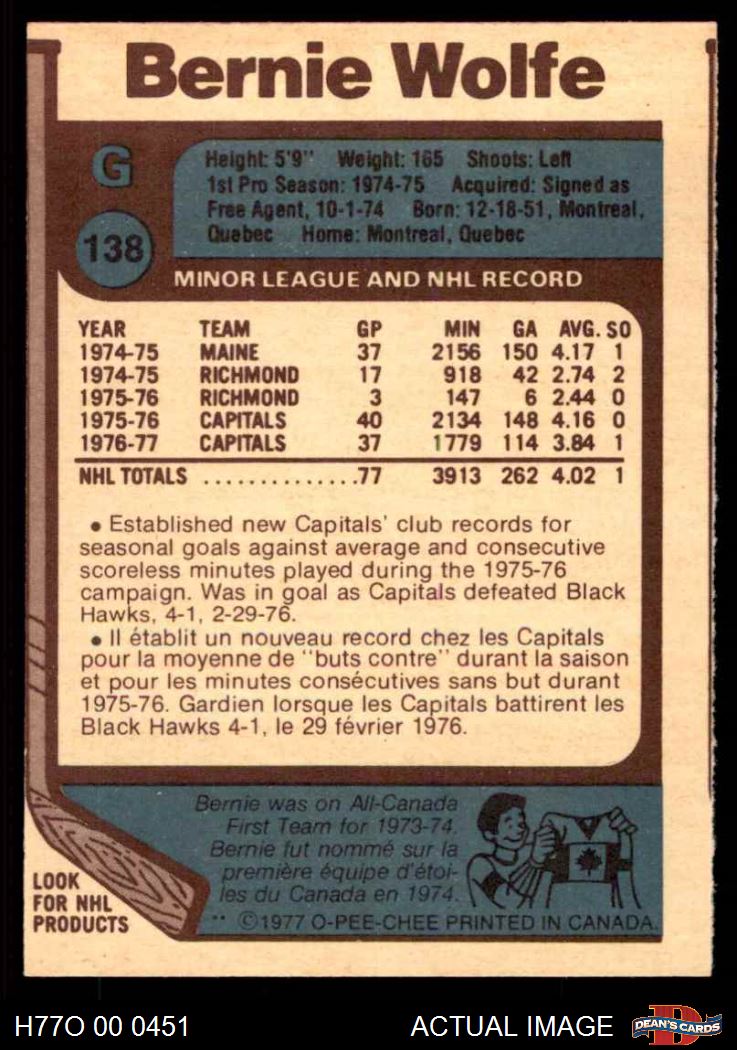 Bernie Wolfe
G
138
Height: 5'9" Weight: 165 Shoots: Left
1st Pro Season: 1974-75 Acquired: Signed as
Free Agent, 10-1-74 Born: 12-18-51, Montreal,
Quebec Home: Montreal, Quebec
MINOR LEAGUE AND NHL RECORD
YEAR TEAM GP MIN GA AVG. SO
1974-75 MAINE 37 2156 150 4.17 1
1974-75 RICHMOND 17 918 42 2.74 2
1975-76 RICHMOND 3 147 6 2.44 0
1975-76 CAPITALS 40 2134 148 4.16 0
1976-77 CAPITALS 37 1779 114 3.84 1
NHL TOTALS ..............77 3913 262 4.02 1
• Established new Capitals' club records for
seasonal goals against average and consecutive
scoreless minutes played during the 1975-76
campaign. Was in goal as Capitals defeated Black
Hawks, 4-1, 2-29-76.
• Il établit un nouveau record chez les Capitals
pour la moyenne de "buts contre" durant la saison
et pour les minutes consécutives sans but durant
1975-76. Gardien lorsque les Capitals battirent les
Black Hawks 4-1, le 29 février 1976.
Bernie was on All-Canada
First Team for 1973-74.
Bernie fut nommé sur la
première équipe d'étoi-
les du Canada en 1974.
LOOK
FOR NHL
PRODUCTS
** ©1977 O-PEE-CHEE PRINTED IN CANADA.
H77O 00 0451
ACTUAL IMAGE
DEAN'S CARDS